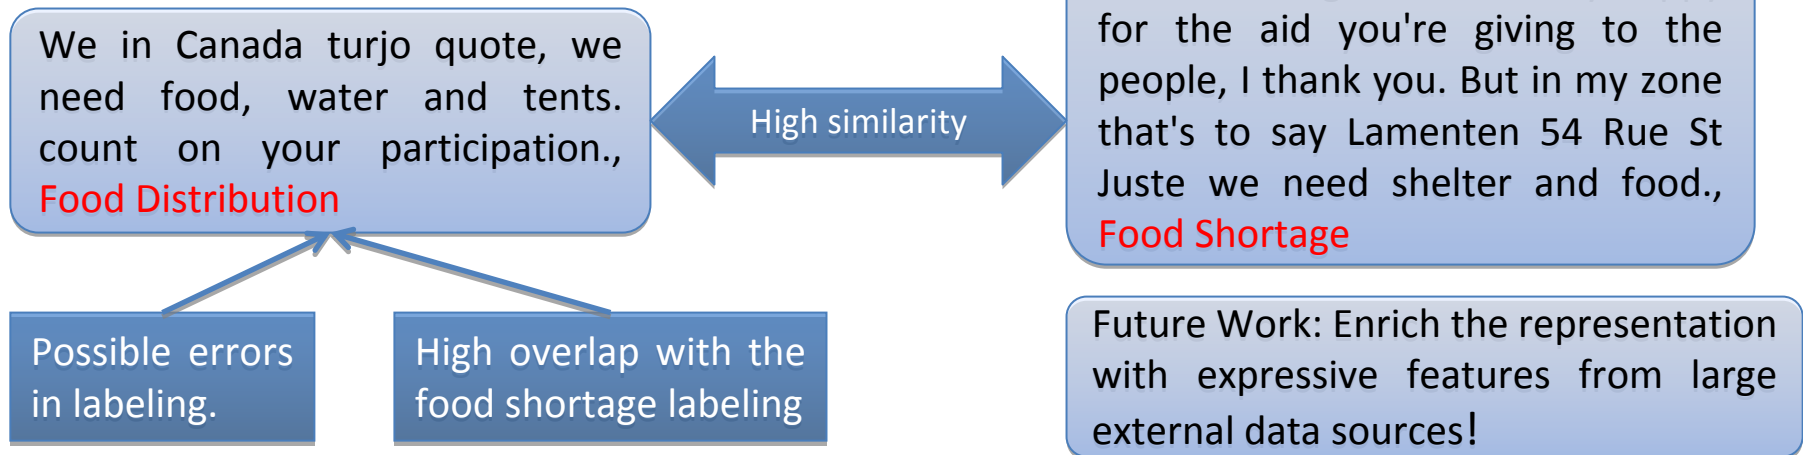 We in Canada turjo quote, we
need food, water and tents.
count on your participation.,
Food Distribution
High similarity
for the aid you're giving to the
people, I thank you. But in my zone
that's to say Lamenten 54 Rue St
Juste we need shelter and food.,
Food Shortage
Possible errors
in labeling.
High overlap with the
food shortage labeling
Future Work: Enrich the representation
with expressive features from large
external data sources!